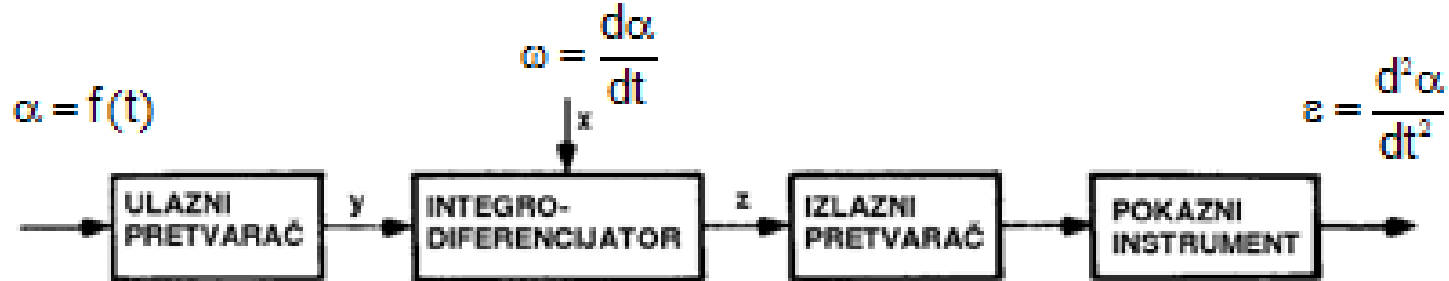 α = f(t)
ω = dα/dt
x
ε = d²α/dt²
ULAZNI
PRETVARAČ
y
INTEGRO-
DIFERENCIJATOR
z
IZLAZNI
PRETVARAČ
POKAZNI
INSTRUMENT